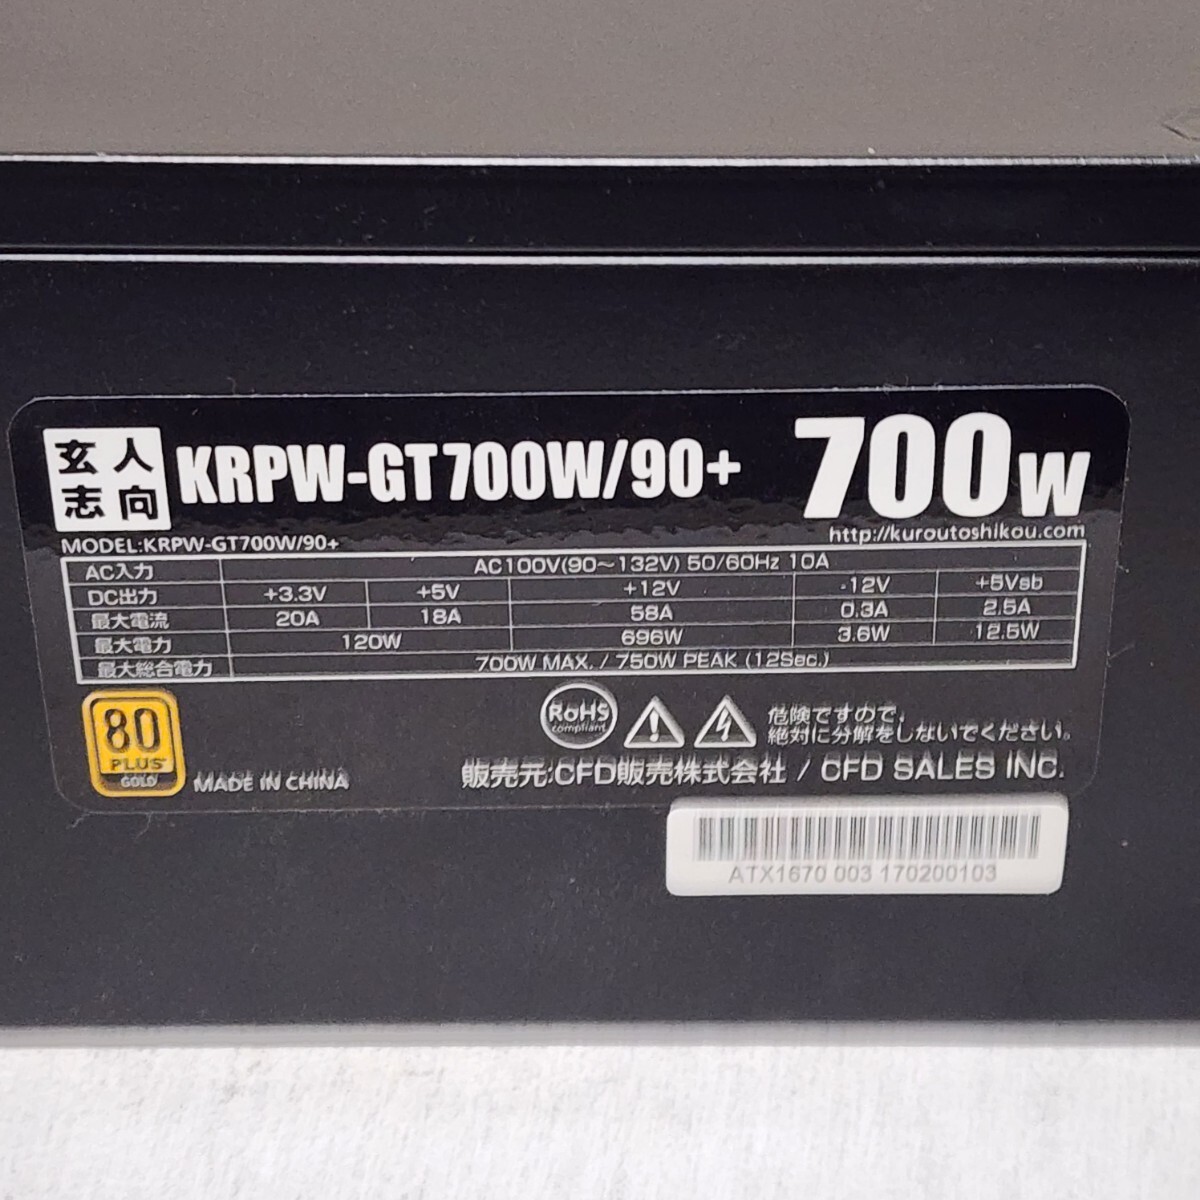 玄人
志向
KRPW-GT700W/90+
700W
http://kuroutoshikou.com
MODEL:KRPW-GT700W/90+
AC入力 AC100V(90～132V) 50/60Hz 10A
DC出力 +3.3V +5V +12V -12V +5Vsb
最大電流 20A 18A 58A 0.3A 2.5A
最大電力 120W 696W 3.6W 12.5W
最大総合電力 700W MAX. / 750W PEAK (12Sec.)
80
PLUS
GOLD
MADE IN CHINA
RoHS
compliant
危険ですので、
絶対に分解をしないでください。
販売元:CFD販売株式会社 / CFD SALES INC.
ATX1670 003 170200103